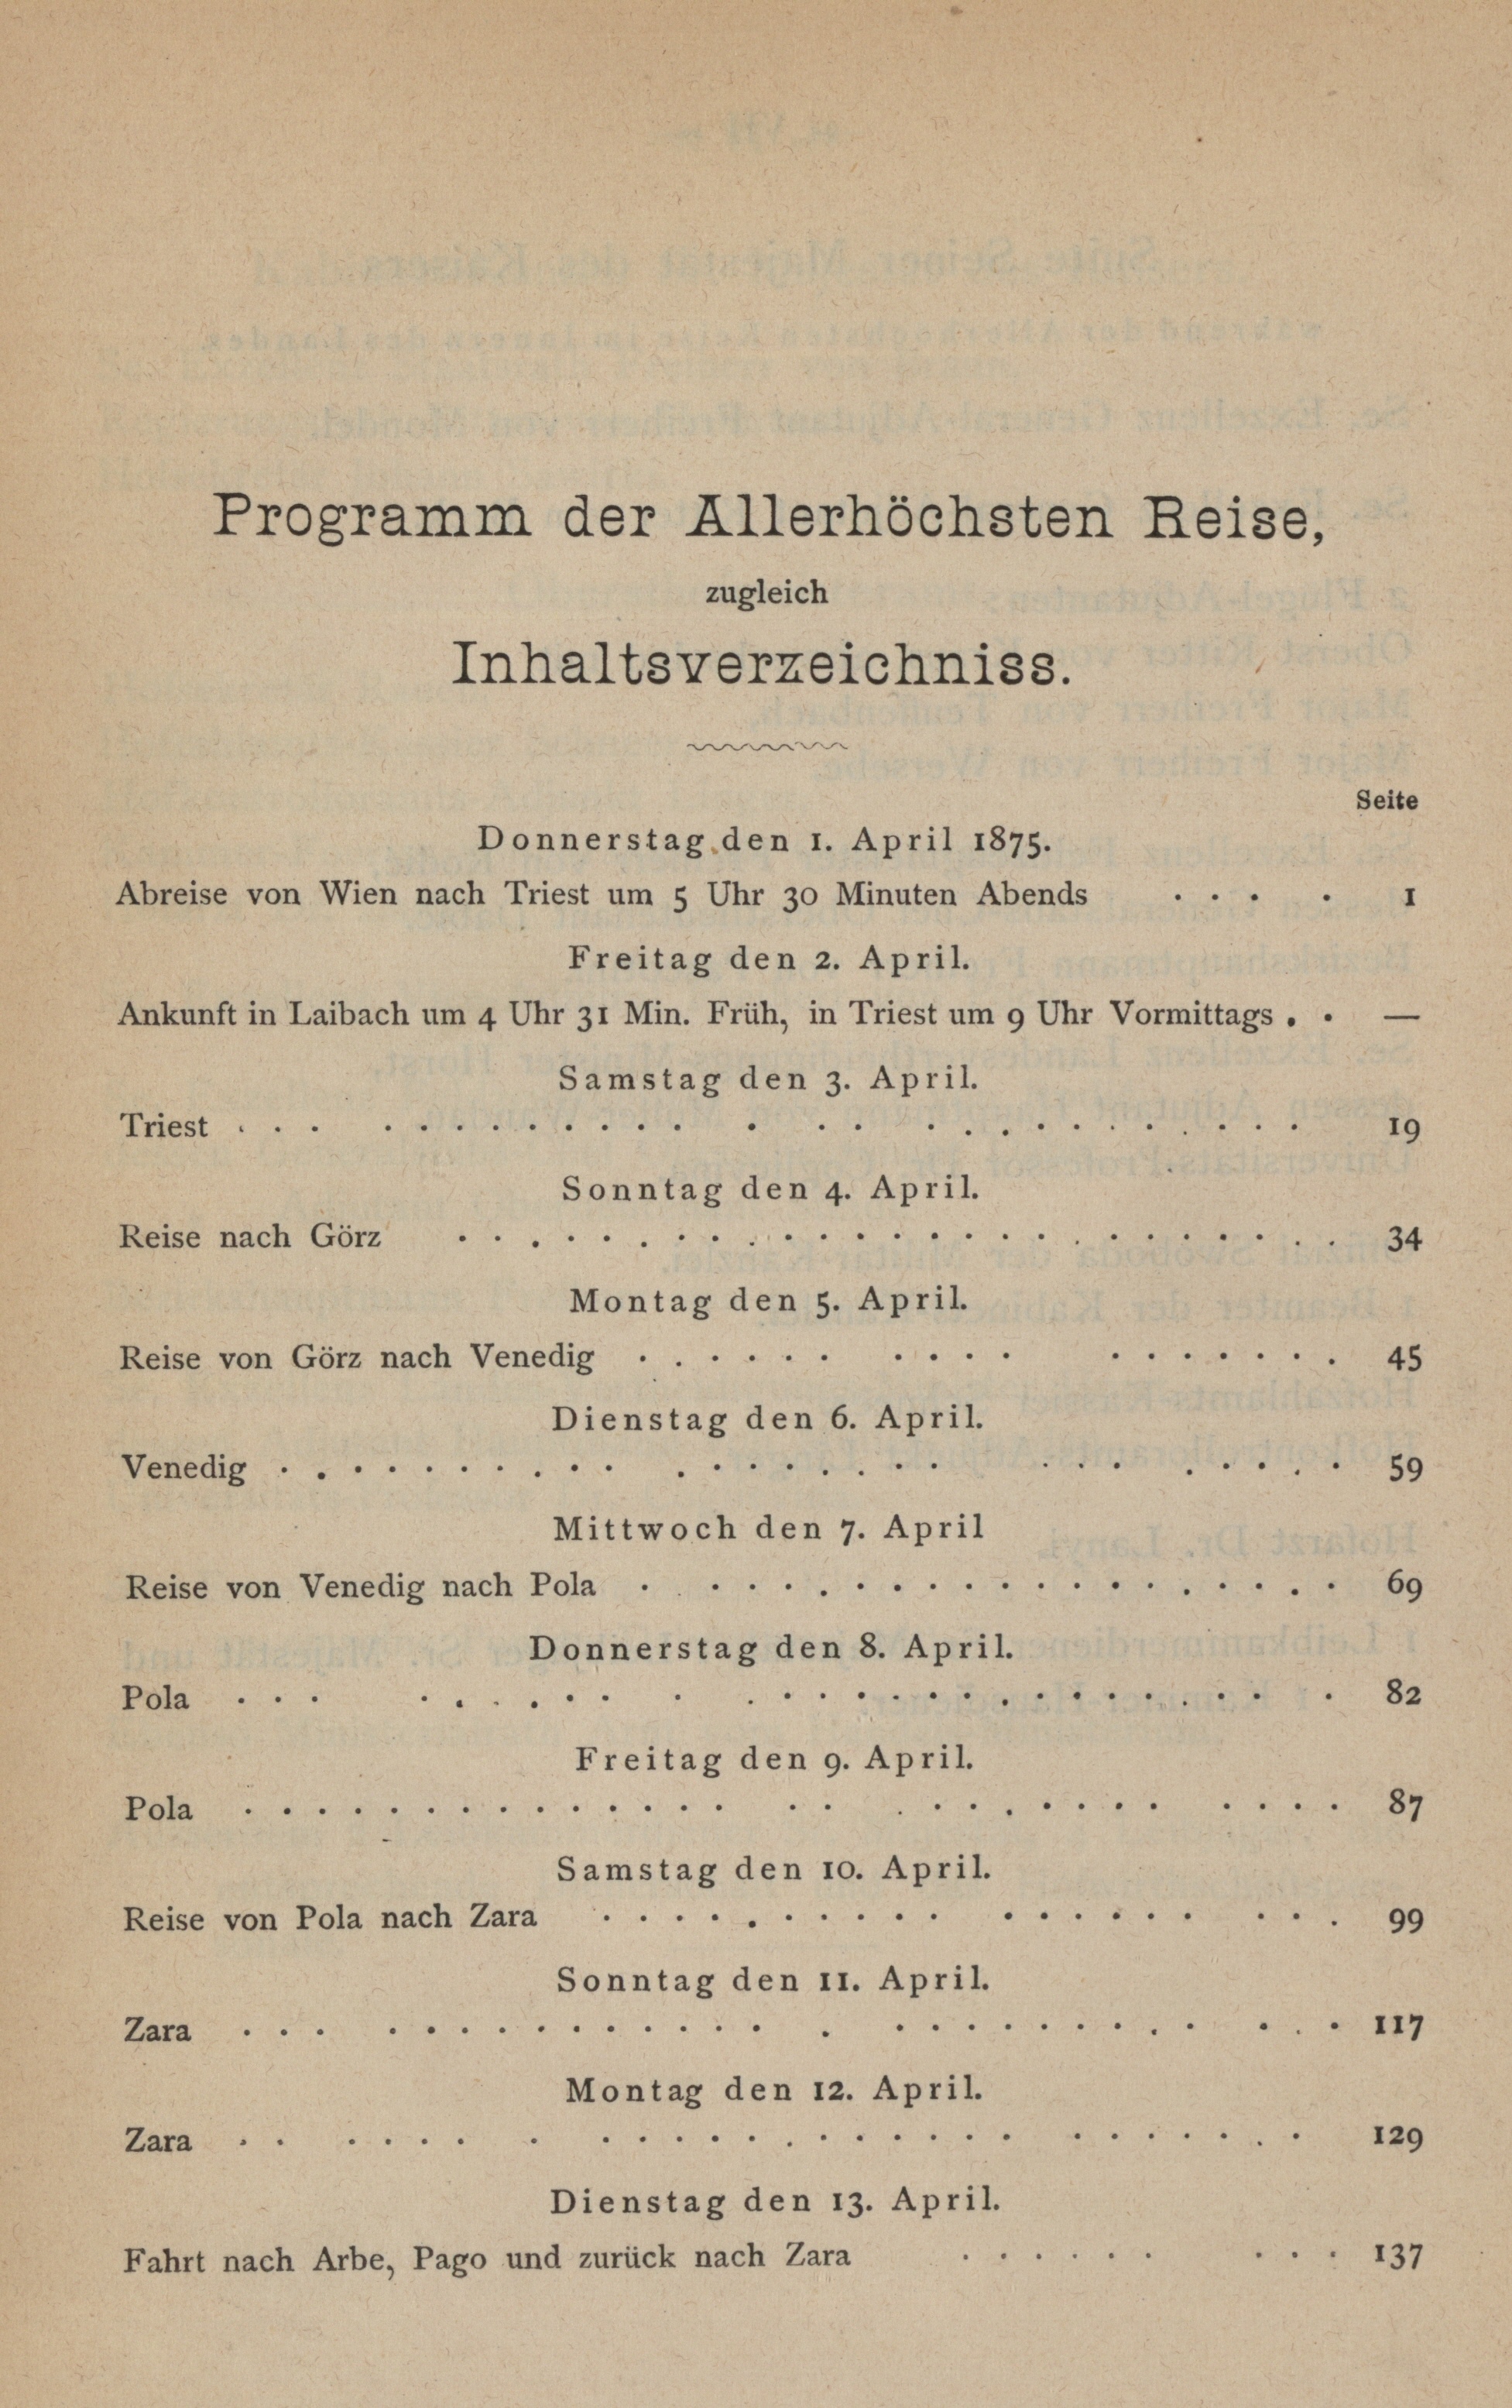 Programm der Allerhöchsten Reise,
zugleich
Inhaltsverzeichniss.
Seite
Donnerstag den 1. April 1875.
Abreise von Wien nach Triest um 5 Uhr 30 Minuten Abends . . . . 1
Freitag den 2. April.
Ankunft in Laibach um 4 Uhr 31 Min. Früh, in Triest um 9 Uhr Vormittags . . —
Samstag den 3. April.
Triest . . . . . . . . . . . . . . . . . . . . . . . . . . . 19
Sonntag den 4. April.
Reise nach Görz . . . . . . . . . . . . . . . . . . . . . . . . . 34
Montag den 5. April.
Reise von Görz nach Venedig . . . . . . . . . . . . . . . . . 45
Dienstag den 6. April.
Venedig . . . . . . . . . . . . . . . . . . . . . . . . . . 59
Mittwoch den 7. April
Reise von Venedig nach Pola . . . . . . . . . . . . . . . . . . . . 69
Donnerstag den 8. April.
Pola . . . . . . . . . . . . . . . . . . . . . . . . . . . 82
Freitag den 9. April.
Pola . . . . . . . . . . . . . . . . . . . . . . . . . . . 87
Samstag den 10. April.
Reise von Pola nach Zara . . . . . . . . . . . . . . . . . . . 99
Sonntag den 11. April.
Zara . . . . . . . . . . . . . . . . . . . . . . . . . . . 117
Montag den 12. April.
Zara . . . . . . . . . . . . . . . . . . . . . . . . . . 129
Dienstag den 13. April.
Fahrt nach Arbe, Pago und zurück nach Zara . . . . . . . . . 137